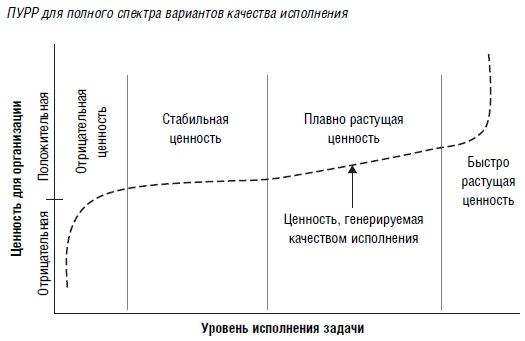 ПУРР для полного спектра вариантов качества исполнения
Ценность для организации
Положительная
Отрицательная
Отрицательная
ценность
Стабильная
ценность
Плавно растущая
ценность
Быстро
растущая
ценность
Ценность, генерируемая
качеством исполнения
Уровень исполнения задачи